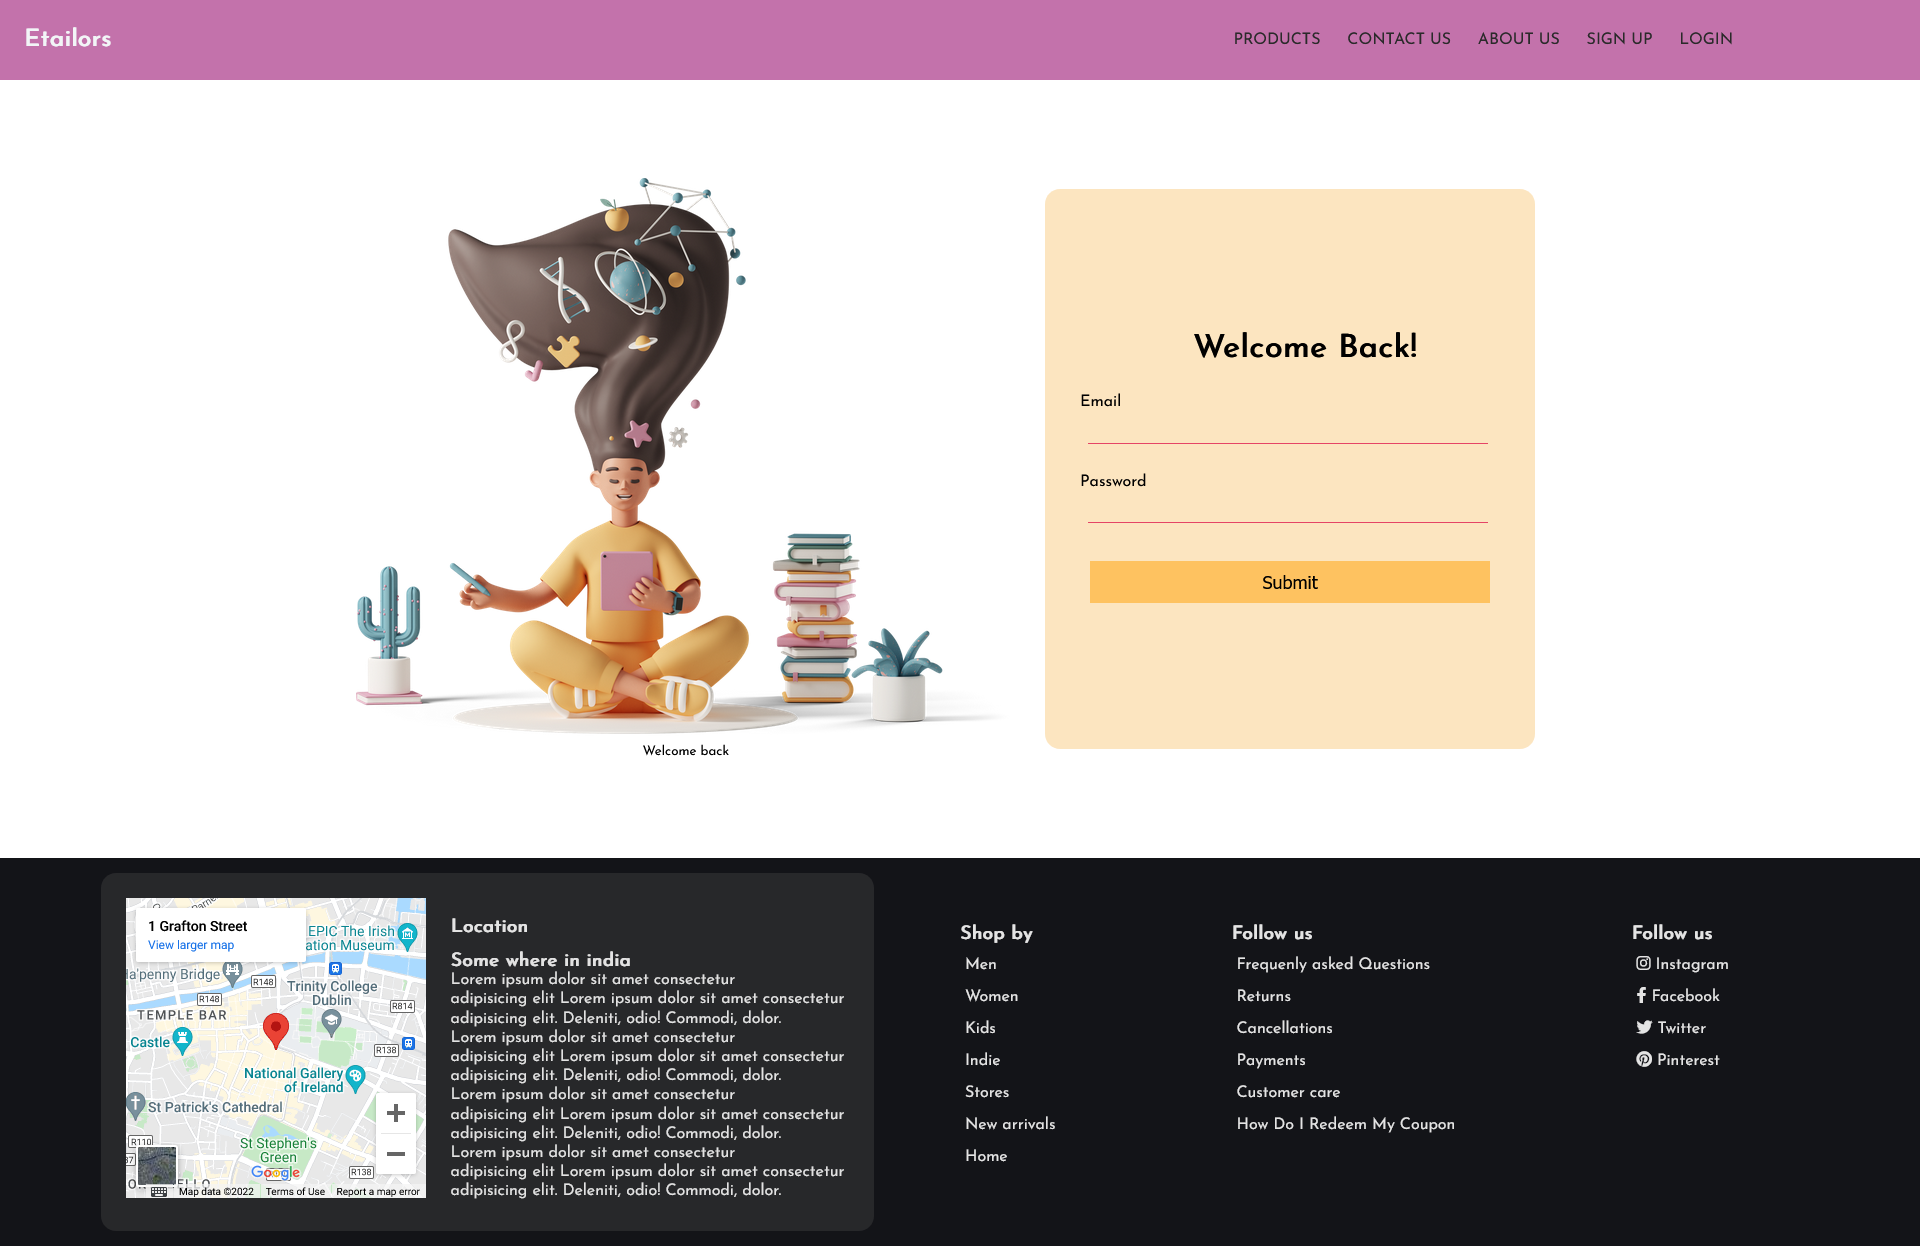 Etailors
PRODUCTS CONTACT US ABOUT US SIGN UP LOGIN
Welcome Back!
Email
Password
Submit
Welcome back
1 Grafton Street
View larger map
EPIC The Irish
ation Museum
Ha'penny Bridge
R148
Trinity College
Dublin
R148
R814
TEMPLE BAR
Castle
R138
National Gallery
of Ireland
St Patrick's Cathedral
R110
St Stephen's
Green
Google
R138
Map data ©2022 Terms of Use Report a map error
Location
Some where in india
Lorem ipsum dolor sit amet consectetur
adipisicing elit Lorem ipsum dolor sit amet consectetur
adipisicing elit. Deleniti, odio! Commodi, dolor.
Lorem ipsum dolor sit amet consectetur
adipisicing elit Lorem ipsum dolor sit amet consectetur
adipisicing elit. Deleniti, odio! Commodi, dolor.
Lorem ipsum dolor sit amet consectetur
adipisicing elit Lorem ipsum dolor sit amet consectetur
adipisicing elit. Deleniti, odio! Commodi, dolor.
Lorem ipsum dolor sit amet consectetur
adipisicing elit Lorem ipsum dolor sit amet consectetur
adipisicing elit. Deleniti, odio! Commodi, dolor.
Shop by
Men
Women
Kids
Indie
Stores
New arrivals
Home
Follow us
Frequenly asked Questions
Returns
Cancellations
Payments
Customer care
How Do I Redeem My Coupon
Follow us
Instagram
Facebook
Twitter
Pinterest